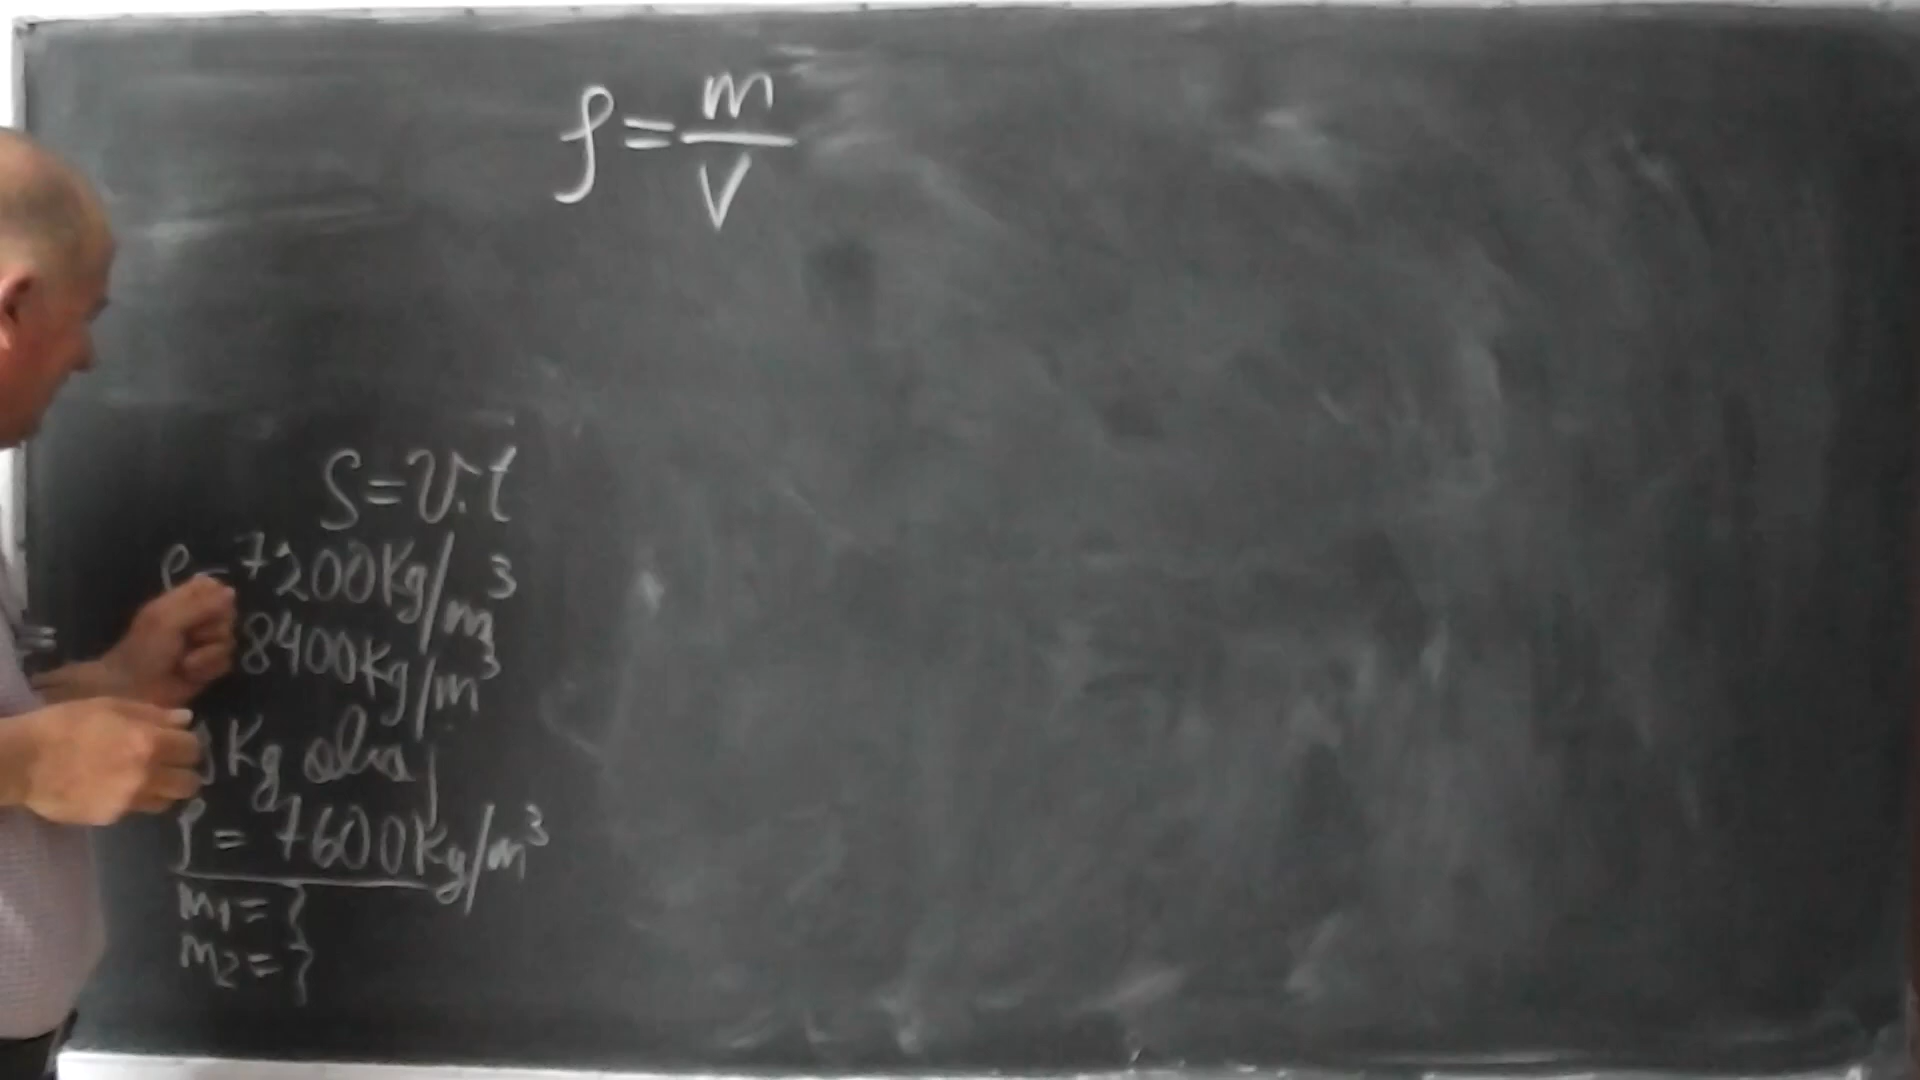 ρ = m/V
S = v·t
ρ = 7200 Kg/m³
8400 Kg/m³
Kg
ρ = 7600 Kg/m³
m₁ = ?
m₂ = ?